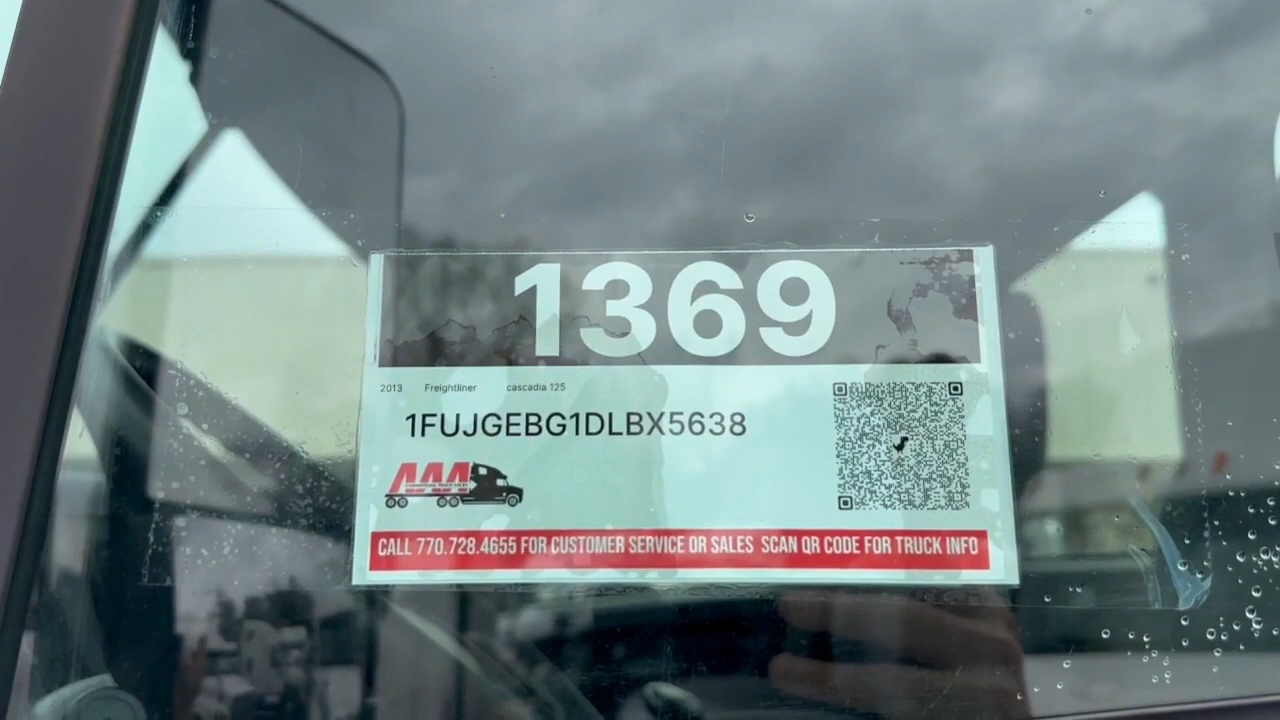 1369
2013 Freightliner cascadia 125
1FUJGEBG1DLBX5638
AAA
CALL 770.728.4655 FOR CUSTOMER SERVICE OR SALES SCAN QR CODE FOR TRUCK INFO